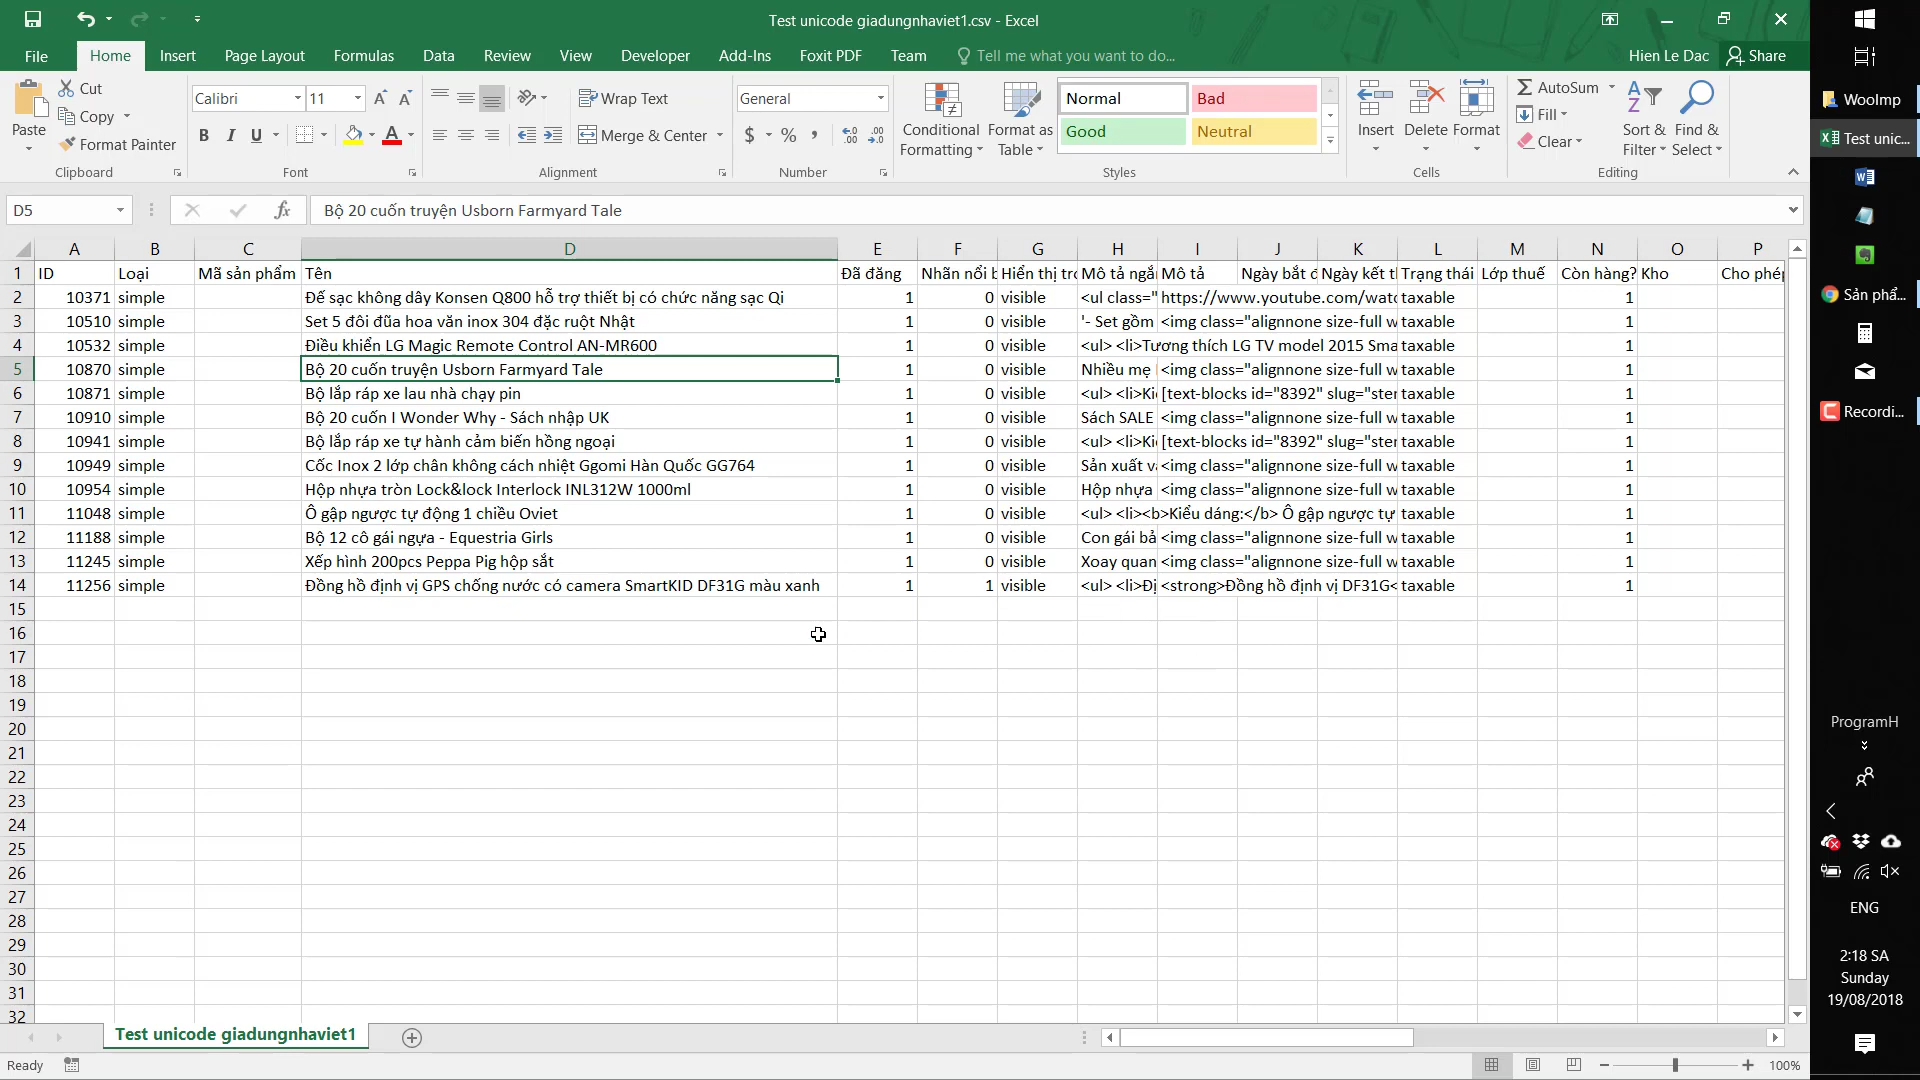 Test unicode giadungnhaviet1.csv - Excel
File Home Insert Page Layout Formulas Data Review View Developer Add-Ins Foxit PDF Team Tell me what you want to do... Hien Le Dac Share
Paste
Cut
Copy
Format Painter
Clipboard
Calibri 11
B I U
Font
Wrap Text
Merge & Center
Alignment
General
$ % ,
Number
Conditional Formatting
Format as Table
Normal Bad
Good Neutral
Styles
Insert Delete Format
Cells
AutoSum
Fill
Clear
Sort & Filter
Find & Select
Editing
D5 fx Bộ 20 cuốn truyện Usborn Farmyard Tale
A B C D E F G H I J K L M N O P
1 ID Loại Mã sản phẩm Tên Đã đăng Nhãn nổi b Hiển thị trc Mô tả ngắ Mô tả Ngày bắt đ Ngày kết t Trạng thái Lớp thuế Còn hàng? Kho Cho phép
2 10371 simple Đế sạc không dây Konsen Q800 hỗ trợ thiết bị có chức năng sạc Qi 1 0 visible <ul class=" https://www.youtube.com/watc taxable 1
3 10510 simple Set 5 đôi đũa hoa văn inox 304 đặc ruột Nhật 1 0 visible '- Set gồm <img class="alignnone size-full w taxable 1
4 10532 simple Điều khiển LG Magic Remote Control AN-MR600 1 0 visible <ul> <li>Tương thích LG TV model 2015 Sma taxable 1
5 10870 simple Bộ 20 cuốn truyện Usborn Farmyard Tale 1 0 visible Nhiều mẹ <img class="alignnone size-full w taxable 1
6 10871 simple Bộ lắp ráp xe lau nhà chạy pin 1 0 visible <ul> <li>Ki [text-blocks id="8392" slug="ster taxable 1
7 10910 simple Bộ 20 cuốn I Wonder Why - Sách nhập UK 1 0 visible Sách SALE <img class="alignnone size-full w taxable 1
8 10941 simple Bộ lắp ráp xe tự hành cảm biến hồng ngoại 1 0 visible <ul> <li>Ki [text-blocks id="8392" slug="ster taxable 1
9 10949 simple Cốc Inox 2 lớp chân không cách nhiệt Ggomi Hàn Quốc GG764 1 0 visible Sản xuất v <img class="alignnone size-full w taxable 1
10 10954 simple Hộp nhựa tròn Lock&lock Interlock INL312W 1000ml 1 0 visible Hộp nhựa <img class="alignnone size-full w taxable 1
11 11048 simple Ô gập ngược tự động 1 chiều Oviet 1 0 visible <ul> <li><b>Kiểu dáng:</b> Ô gập ngược tự taxable 1
12 11188 simple Bộ 12 cô gái ngựa - Equestria Girls 1 0 visible Con gái bả <img class="alignnone size-full w taxable 1
13 11245 simple Xếp hình 200pcs Peppa Pig hộp sắt 1 0 visible Xoay quan <img class="alignnone size-full w taxable 1
14 11256 simple Đồng hồ định vị GPS chống nước có camera SmartKID DF31G màu xanh 1 1 visible <ul> <li>Đị <strong>Đồng hồ định vị DF31G< taxable 1
15
16
17
18
19
20
21
22
23
24
25
26
27
28
29
30
31
32
Test unicode giadungnhaviet1
Ready 100%
WooImp
Test unic...
Sản phẩ...
Recordi...
ProgramH
ENG
2:18 SA
Sunday
19/08/2018